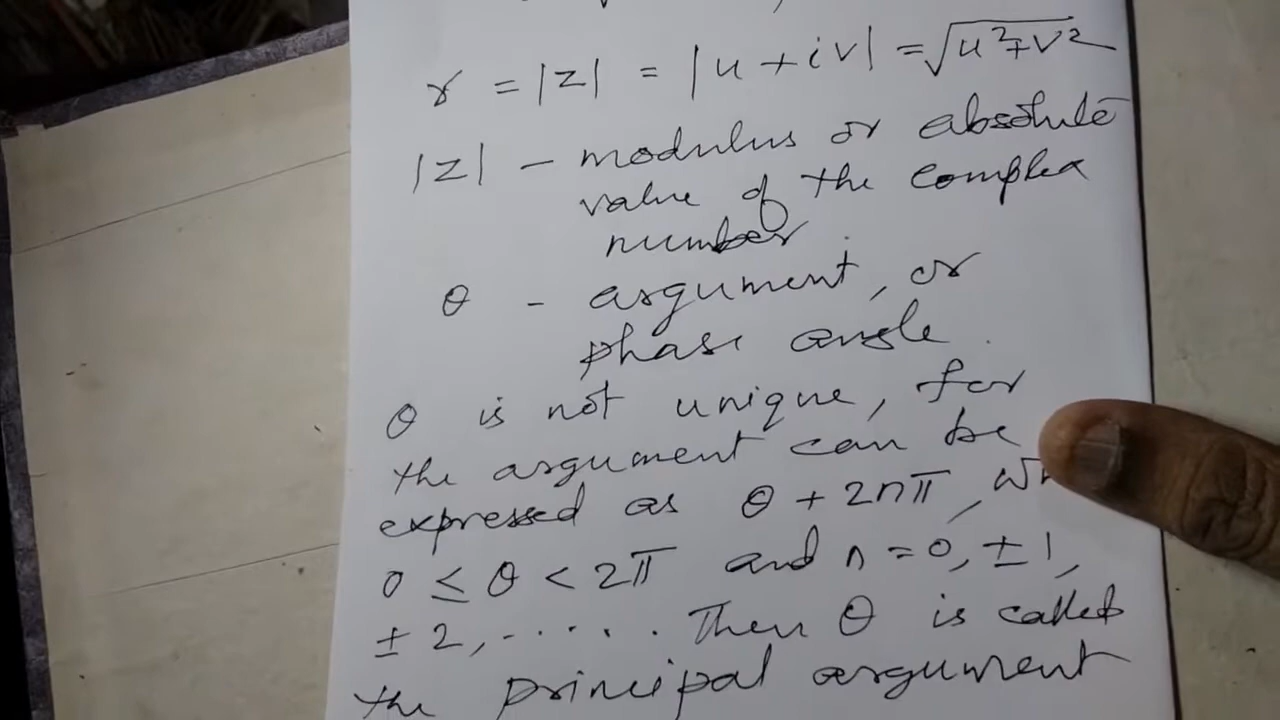 r = |z| = |u + iv| = √u²+v²
|z| – modulus or absolute
value of the complex
number.
θ – argument, or
phase angle.
θ is not unique, for
the argument can be
expressed as θ + 2nπ,
0 ≤ θ < 2π and n = 0, ±1,
±2, ...... Then θ is called
the principal argument